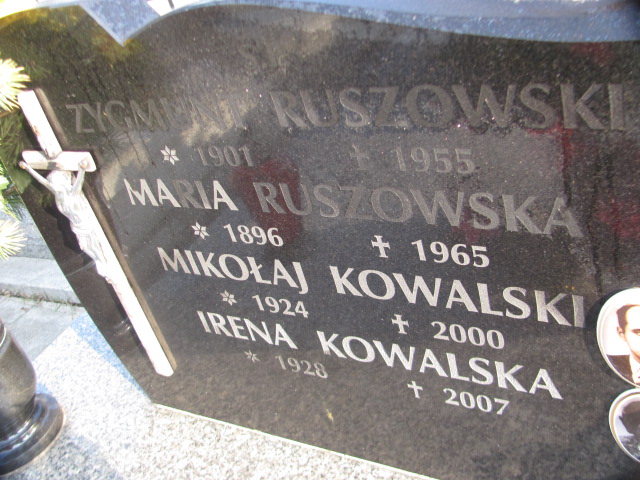 ZYGMUNT RUSZOWSKI
1901 1955
MARIA RUSZOWSKA
1896 1965
MIKOŁAJ KOWALSKI
1924 2000
IRENA KOWALSKA
1928 2007